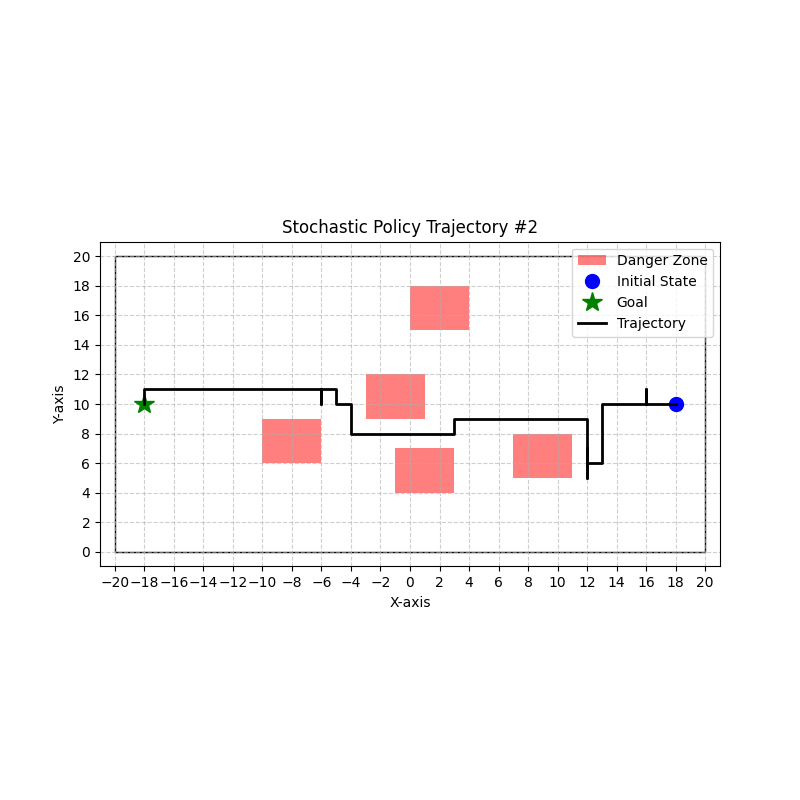 Stochastic Policy Trajectory #2
Danger Zone
Initial State
Goal
Trajectory
Y-axis
20
18
16
14
12
10
8
6
4
2
0
−20 −18 −16 −14 −12 −10 −8 −6 −4 −2 0 2 4 6 8 10 12 14 16 18 20
X-axis